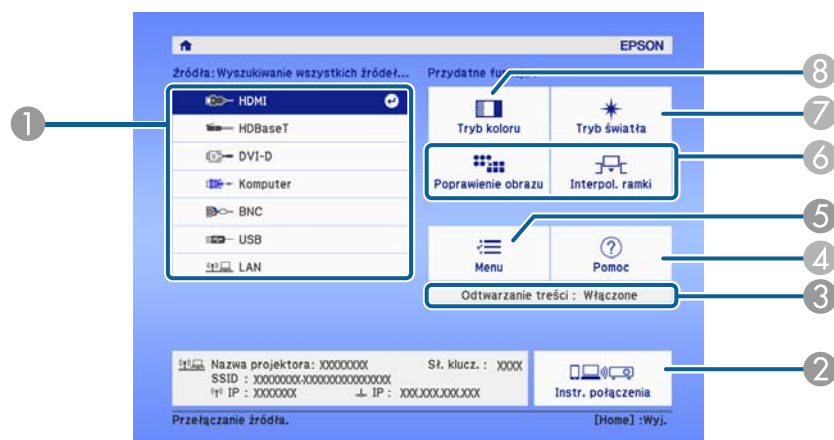 EPSON
Źródła: Wyszukiwanie wszystkich źródeł...
Przydatne
HDMI
HDBaseT
DVI-D
Komputer
BNC
USB
LAN
Tryb koloru
Tryb światła
Poprawienie obrazu
Interpol. ramki
Menu
Pomoc
Odtwarzanie treści : Włączone
Nazwa projektora: XXXXXXXX
Sł. klucz. : XXXX
SSID : XXXXXXXX-XXXXXXXXXXXXXXX
IP : XXXXXXX
IP : XXX.XXX.XXX.XXX
Instr. połączenia
Przełączanie źródła.
[Home] :Wyj.
1
8
7
6
5
4
3
2